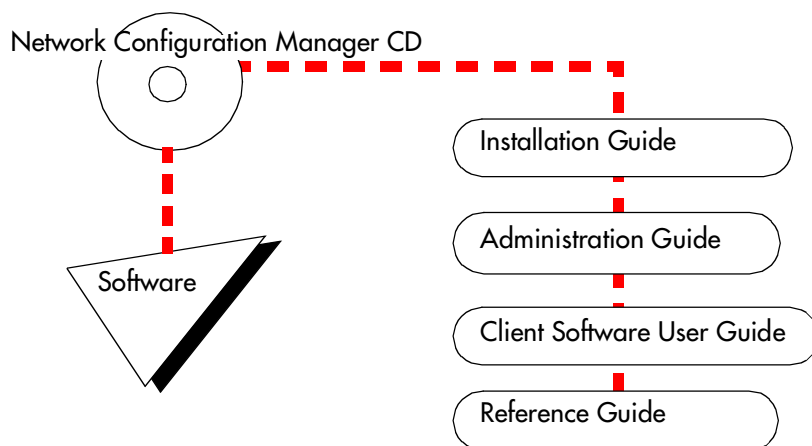 Network Configuration Manager CD
Installation Guide
Administration Guide
Software
Client Software User Guide
Reference Guide